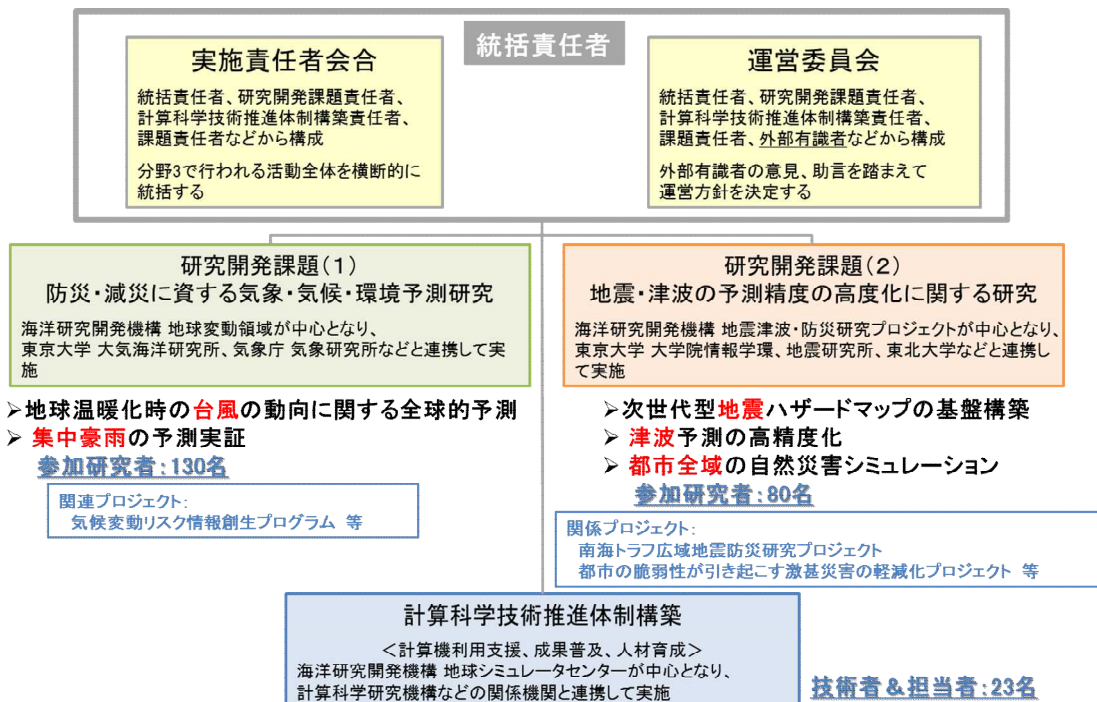 統括責任者
実施責任者会合
統括責任者、研究開発課題責任者、
計算科学技術推進体制構築責任者、
課題責任者などから構成
分野3で行われる活動全体を横断的に
統括する
運営委員会
統括責任者、研究開発課題責任者、
計算科学技術推進体制構築責任者、
課題責任者、外部有識者などから構成
外部有識者の意見、助言を踏まえて
運営方針を決定する
研究開発課題(1)
防災・減災に資する気象・気候・環境予測研究
海洋研究開発機構 地球変動領域が中心となり、
東京大学 大気海洋研究所、気象庁 気象研究所などと連携して実
施
➢地球温暖化時の台風の動向に関する全球的予測
➢ 集中豪雨の予測実証
参加研究者:130名
関連プロジェクト:
気候変動リスク情報創生プログラム 等
研究開発課題(2)
地震・津波の予測精度の高度化に関する研究
海洋研究開発機構 地震津波・防災研究プロジェクトが中心となり、
東京大学 大学院情報学環、地震研究所、東北大学などと連携し
て実施
➢次世代型地震ハザードマップの基盤構築
➢ 津波予測の高精度化
➢ 都市全域の自然災害シミュレーション
参加研究者:80名
関係プロジェクト:
南海トラフ広域地震防災研究プロジェクト
都市の脆弱性が引き起こす激甚災害の軽減化プロジェクト 等
計算科学技術推進体制構築
<計算機利用支援、成果普及、人材育成>
海洋研究開発機構 地球シミュレータセンターが中心となり、
計算科学研究機構などの関係機関と連携して実施
技術者&担当者:23名